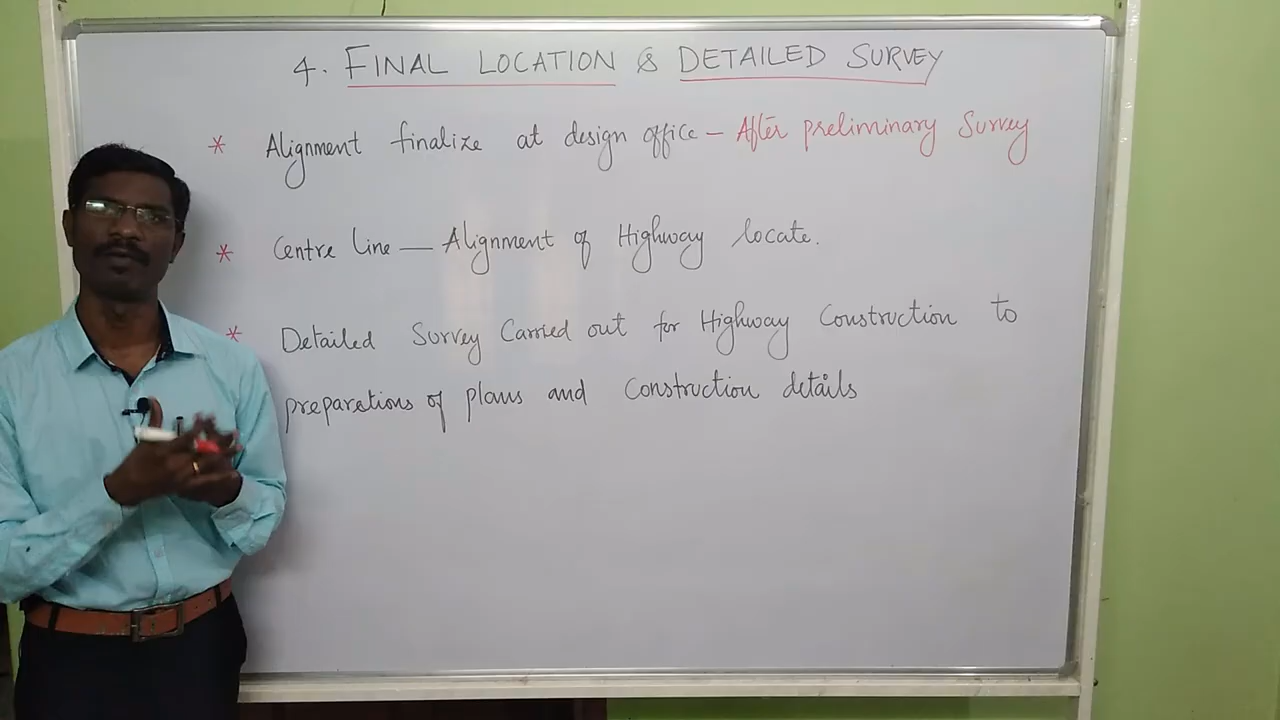 4. FINAL LOCATION & DETAILED SURVEY
* Alignment finalize at design office - After preliminary Survey
* Centre line - Alignment of Highway locate.
* Detailed Survey Carried out for Highway Construction to
preparations of plans and Construction details